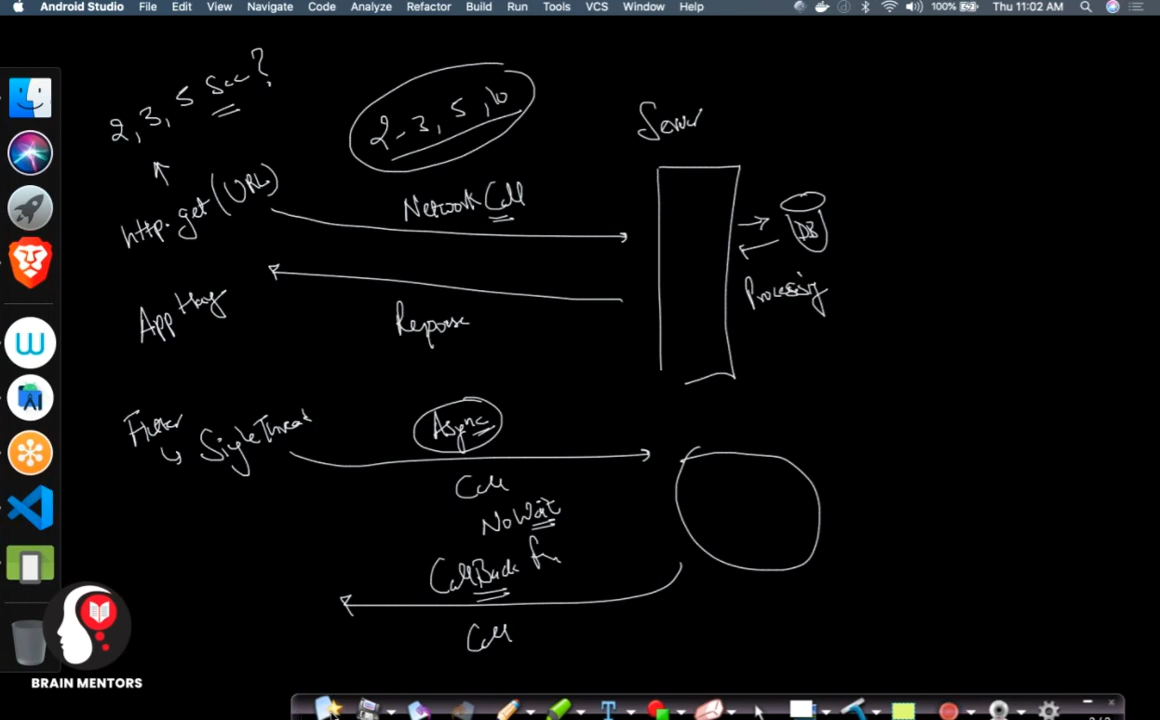 Android Studio File Edit View Navigate Code Analyze Refactor Build Run Tools VCS Window Help 100% Thu 11:02 AM
2, 3, 5 Sec?
2-3, 5, 10
Server
http.get(URL)
Network Call
DB
Processing
App Hang
Response
Flutter
Single Thread
Async
Call
No Wait
CallBack fn
Call
BRAIN MENTORS